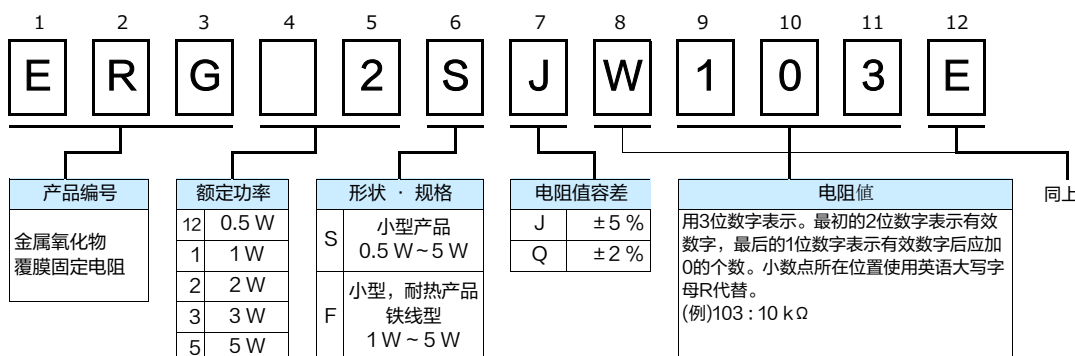 1 2 3 4 5 6 7 8 9 10 11 12
E R G 2 S J W 1 0 3 E
产品编号
金属氧化物
覆膜固定电阻
额定功率
12 0.5 W
1 1 W
2 2 W
3 3 W
5 5 W
形状 · 规格
S 小型产品
0.5 W~5 W
F 小型，耐热产品
铁线型
1 W ~ 5 W
电阻值容差
J ±5 %
Q ±2 %
电阻値
用3位数字表示。最初的2位数字表示有效
数字，最后的1位数字表示有效数字后应加
0的个数。小数点所在位置使用英语大写字
母R代替。
(例)103 : 10 kΩ
同上